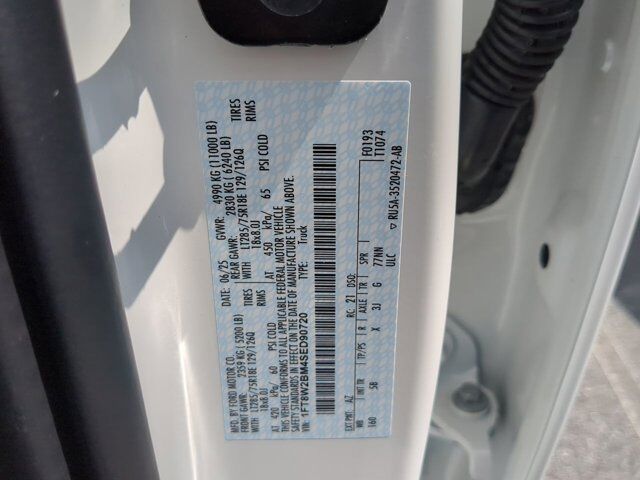 MFD. BY FORD MOTOR CO.
DATE: 06/25 GVWR: 4990 KG (11000 LB)
FRONT GAWR: 2359 KG (5200 LB) REAR GAWR: 2830 KG (6240 LB)
WITH LT285/75R18E 129/126Q TIRES WITH LT285/75R18E 129/126Q TIRES
18x8.0J RIMS 18x8.0J RIMS
AT 420 kPa/ 60 PSI COLD AT 450 kPa/ 65 PSI COLD
THIS VEHICLE CONFORMS TO ALL APPLICABLE FEDERAL MOTOR VEHICLE
SAFETY STANDARDS IN EFFECT ON THE DATE OF MANUFACTURE SHOWN ABOVE.
VIN: 1FT8W2BM4SED90720 TYPE: Truck
F0193
T1074
EXT PNT: AZ RC: 21 DSO:
WB INT TR TP/PS R AXLE TR SPR
160 5B X 3J G 77NN
ULC
RU5A-3520472-AB